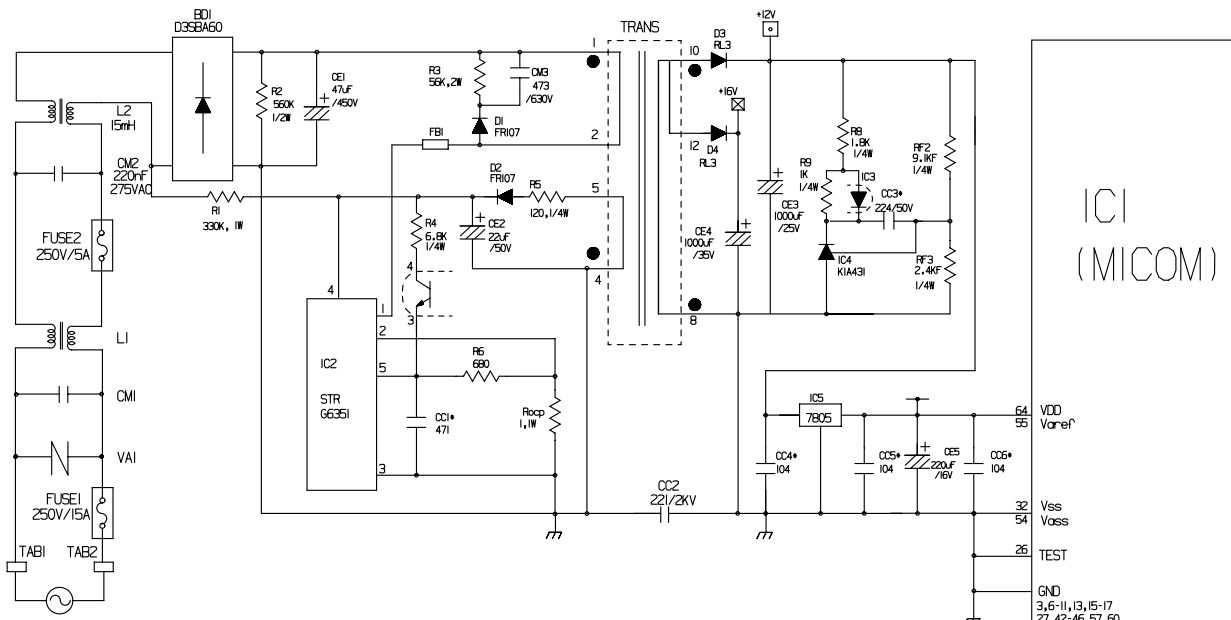 BD1
D3SBA60
L2
15mH
CM2
220nF
275VAC
R2
560K
1/2W
CE1
47uF
/450V
R3
56K,2W
CM3
473
/630V
D1
FR107
FB1
TRANS
1
2
5
4
10
12
8
D3
RL3
+12V
+16V
D4
RL3
R1
330K, 1W
D2
FR107
R5
120,1/4W
R4
6.8K
1/4W
CE2
22uF
/50V
4
3
FUSE2
250V/5A
L1
CM1
VA1
FUSE1
250V/15A
TAB1
TAB2
4
1
2
5
3
IC2
STR
G6351
R6
680
CC1*
471
Rocp
1,1W
CC2
221/2KV
CE3
1000uF
/25V
CE4
1000uF
/35V
R8
1.8K
1/4W
R9
1K
1/4W
IC3
CC3*
224/50V
IC4
KIA431
RF2
9.1KF
1/4W
RF3
2.4KF
1/4W
IC5
7805
CC4*
104
CC5*
104
CE5
220uF
/16V
CC6*
104
IC1
(MICOM)
64 VDD
55 Varef
32 Vss
54 Vass
26 TEST
GND
3,6-11,13,15-17
27,42-46,57,60